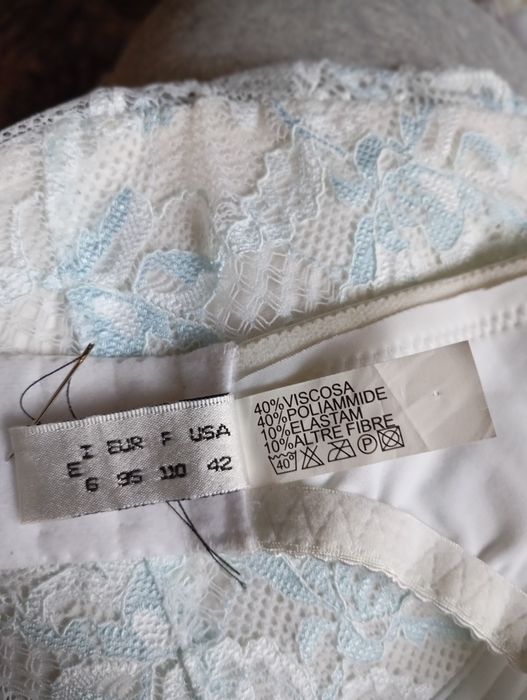 I EUR F USA
E
6 95 110 42
40%VISCOSA
40%POLIAMMIDE
10%ELASTAM
10%ALTRE FIBRE
40° P